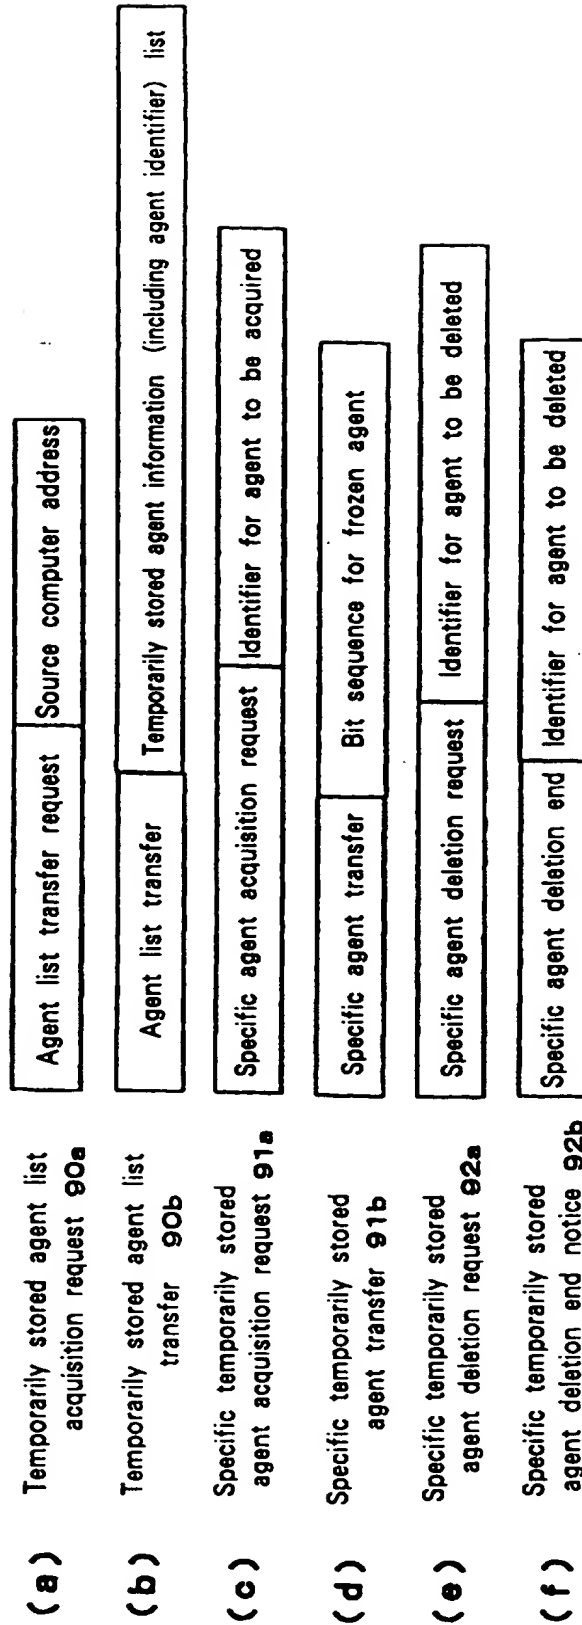 (a) Temporarily stored agent list
acquisition request 90a
Agent list transfer request Source computer address
(b) Temporarily stored agent list
transfer 90b
Agent list transfer Temporarily stored agent information (including agent identifier) list
(c) Specific temporarily stored
agent acquisition request 91a
Specific agent acquisition request Identifier for agent to be acquired
(d) Specific temporarily stored
agent transfer 91b
Specific agent transfer Bit sequence for frozen agent
(e) Specific temporarily stored
agent deletion request 92a
Specific agent deletion request Identifier for agent to be deleted
(f) Specific temporarily stored
agent deletion end notice 92b
Specific agent deletion end Identifier for agent to be deleted